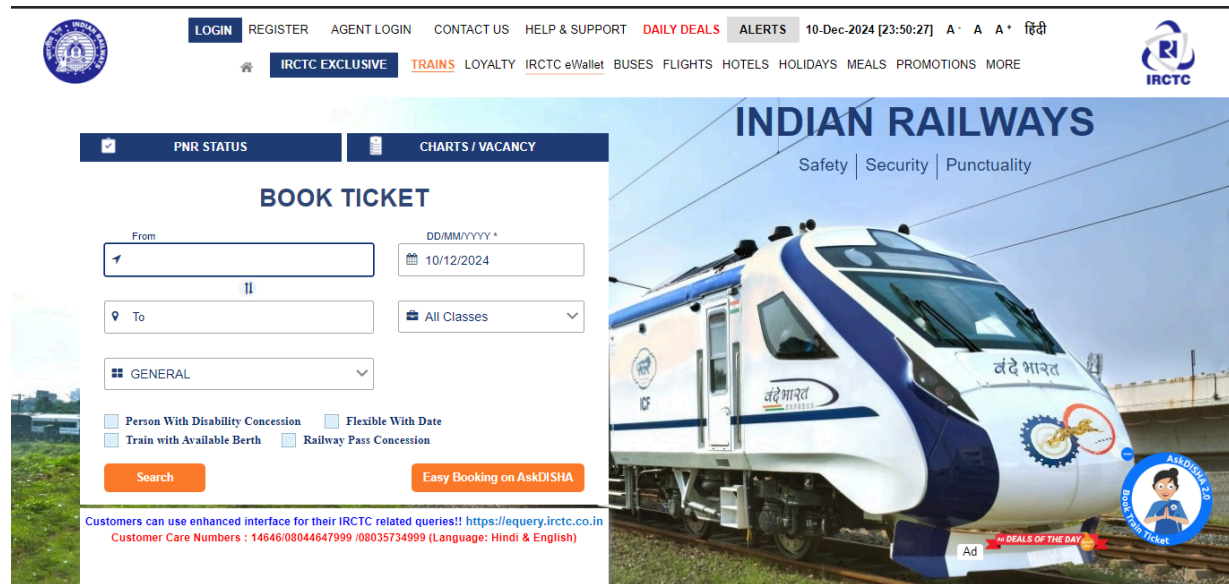 LOGIN REGISTER AGENT LOGIN CONTACT US HELP & SUPPORT DAILY DEALS ALERTS 10-Dec-2024 [23:50:27] A- A A+ हिंदी
IRCTC EXCLUSIVE TRAINS LOYALTY IRCTC eWallet BUSES FLIGHTS HOTELS HOLIDAYS MEALS PROMOTIONS MORE
IRCTC
INDIAN RAILWAYS
Safety | Security | Punctuality
PNR STATUS CHARTS / VACANCY
BOOK TICKET
From DD/MM/YYYY *
10/12/2024
To All Classes
GENERAL
Person With Disability Concession Flexible With Date
Train with Available Berth Railway Pass Concession
Search Easy Booking on AskDISHA
Customers can use enhanced interface for their IRCTC related queries!! https://equery.irctc.co.in
Customer Care Numbers : 14646/08044647999 /08035734999 (Language: Hindi & English)
ICF
वंदे भारत
EXPRESS
वंदे भारत
AskDISHA 2.0
Book Train Ticket
Ad
DEALS OF THE DAY